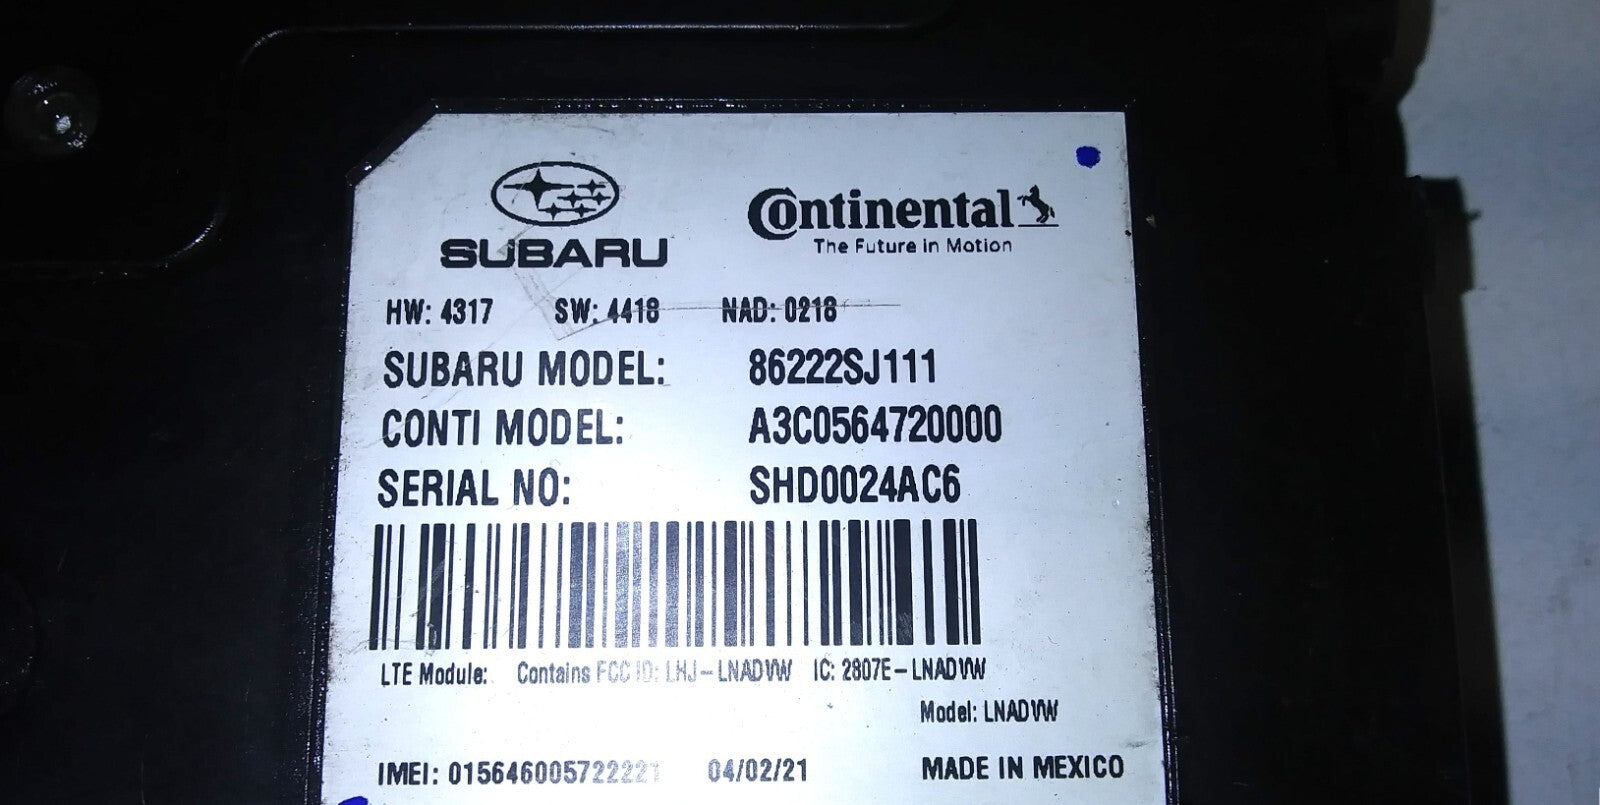 SUBARU
Continental
The Future in Motion
HW: 4317 SW: 4418 NAD: 0218
SUBARU MODEL: 86222SJ111
CONTI MODEL: A3C0564720000
SERIAL NO: SHD0024AC6
LTE Module: Contains FCC ID: LHJ-LNADVW IC: 2807E-LNADVW
Model: LNADVW
IMEI: 015646005722221 04/02/21 MADE IN MEXICO